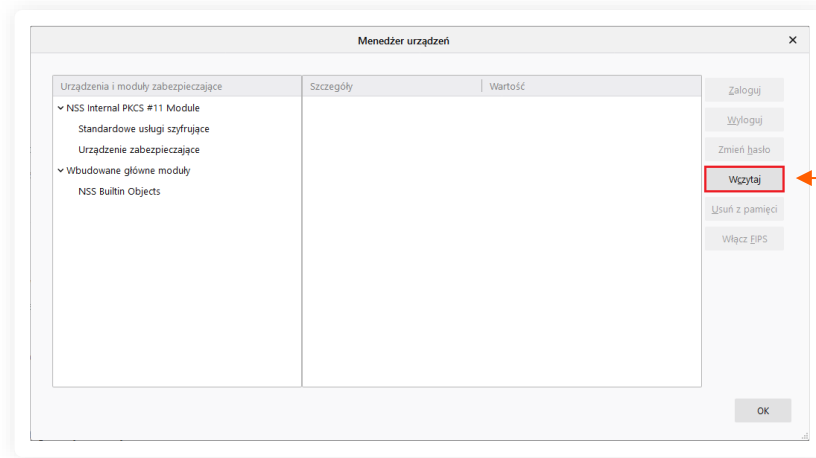 Menedżer urządzeń
Urządzenia i moduły zabezpieczające Szczegóły Wartość
NSS Internal PKCS #11 Module
Standardowe usługi szyfrujące
Urządzenie zabezpieczające
Wbudowane główne moduły
NSS Builtin Objects
Zaloguj
Wyloguj
Zmień hasło
Wczytaj
Usuń z pamięci
Włącz FIPS
OK